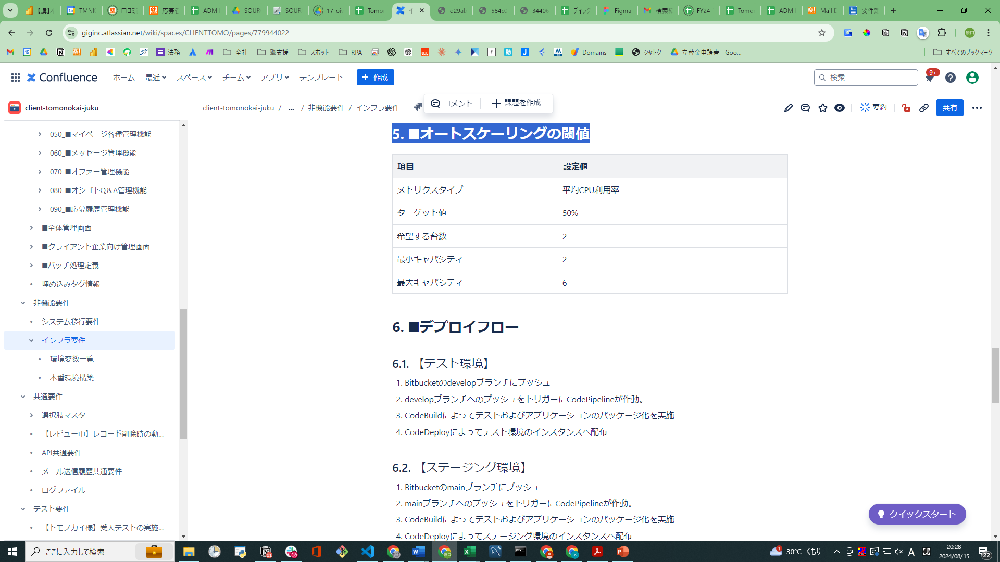 【講】オ
TMNK
口コミサ
応募管
ADMI
SOUR
SOUR
17_oiw
Tomo
イ
d29ab
584c0
34406
ディレク
Figma
検索結
FY24_
Tomo
ADMI
Mail D
要件定
giginc.atlassian.net/wiki/spaces/CLIENTTOMO/pages/779944022
原口
法務
全社
塾支援
スポット
RPA
Domains
シャトク
立替金申請書 - Goo...
すべてのブックマーク
Confluence
ホーム
最近
スペース
チーム
アプリ
テンプレート
+ 作成
検索
9+
client-tomonokai-juku
client-tomonokai-juku / ... / 非機能要件 / インフラ要件
コメント
課題を作成
要約
共有
050_■マイページ各種管理機能
060_■メッセージ管理機能
070_■オファー管理機能
080_■オシゴトQ&A管理機能
090_■応募履歴管理機能
■全体管理画面
■クライアント企業向け管理画面
■バッチ処理定義
埋め込みタグ情報
非機能要件
システム移行要件
インフラ要件
環境変数一覧
本番環境構築
共通要件
選択肢マスタ
【レビュー中】レコード削除時の動...
API共通要件
メール送信履歴共通要件
ログファイル
テスト要件
【トモノカイ様】受入テストの実施...
5. ■オートスケーリングの閾値
項目
設定値
メトリクスタイプ
平均CPU利用率
ターゲット値
50%
希望する台数
2
最小キャパシティ
2
最大キャパシティ
6
6. ■デプロイフロー
6.1. 【テスト環境】
1. Bitbucketのdevelopブランチにプッシュ
2. developブランチへのプッシュをトリガーにCodePipelineが作動。
3. CodeBuildによってテストおよびアプリケーションのパッケージ化を実施
4. CodeDeployによってテスト環境のインスタンスへ配布
6.2. 【ステージング環境】
1. Bitbucketのmainブランチにプッシュ
2. mainブランチへのプッシュをトリガーにCodePipelineが作動。
3. CodeBuildによってテストおよびアプリケーションのパッケージ化を実施
4. CodeDeployによってステージング環境のインスタンスへ配布
クイックスタート
ここに入力して検索
11
16
30°C くもり
A
20:28
2024/08/15
22